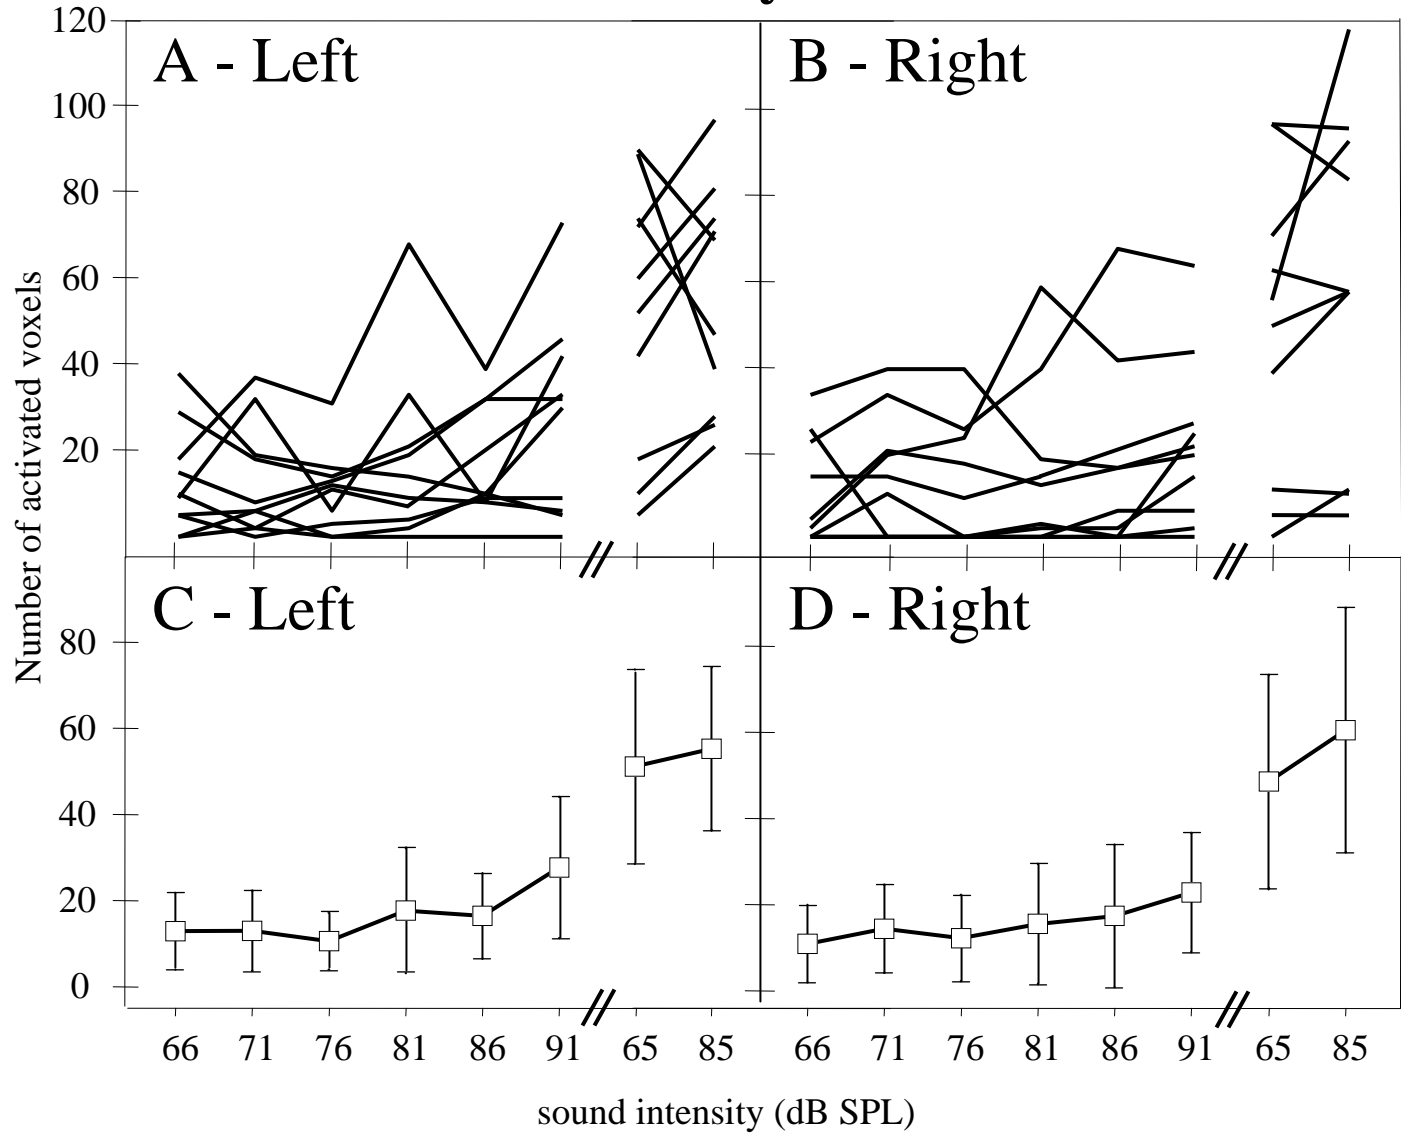 120
A - Left
B - Right
100
80
60
40
20
Number of activated voxels
C - Left
D - Right
80
60
40
20
0
66 71 76 81 86 91 65 85 66 71 76 81 86 91 65 85
sound intensity (dB SPL)